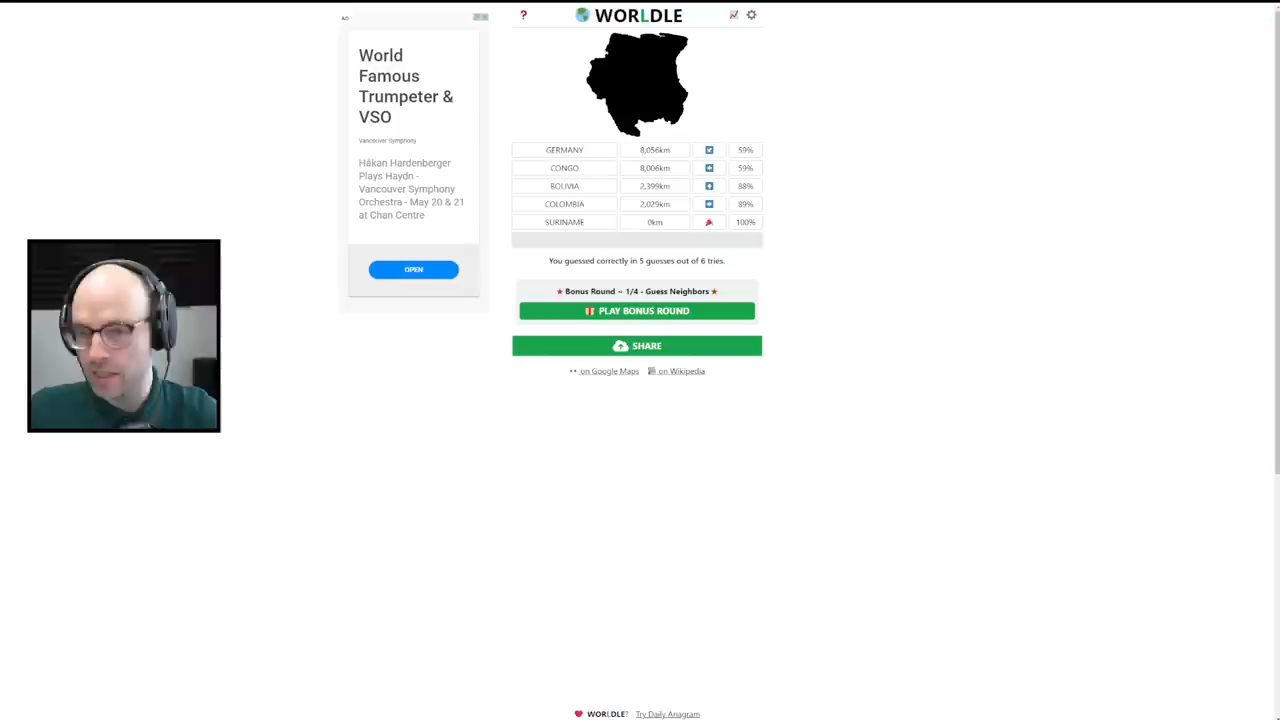 AD
World
Famous
Trumpeter &
VSO
Vancouver Symphony
Håkan Hardenberger
Plays Haydn -
Vancouver Symphony
Orchestra - May 20 & 21
at Chan Centre
OPEN
? WORLDLE
GERMANY 8,056km 59%
CONGO 8,006km 59%
BOLIVIA 2,399km 88%
COLOMBIA 2,029km 89%
SURINAME 0km 100%
You guessed correctly in 5 guesses out of 6 tries.
★ Bonus Round ~ 1/4 - Guess Neighbors ★
PLAY BONUS ROUND
SHARE
on Google Maps on Wikipedia
WORLDLE? - Try Daily Anagram